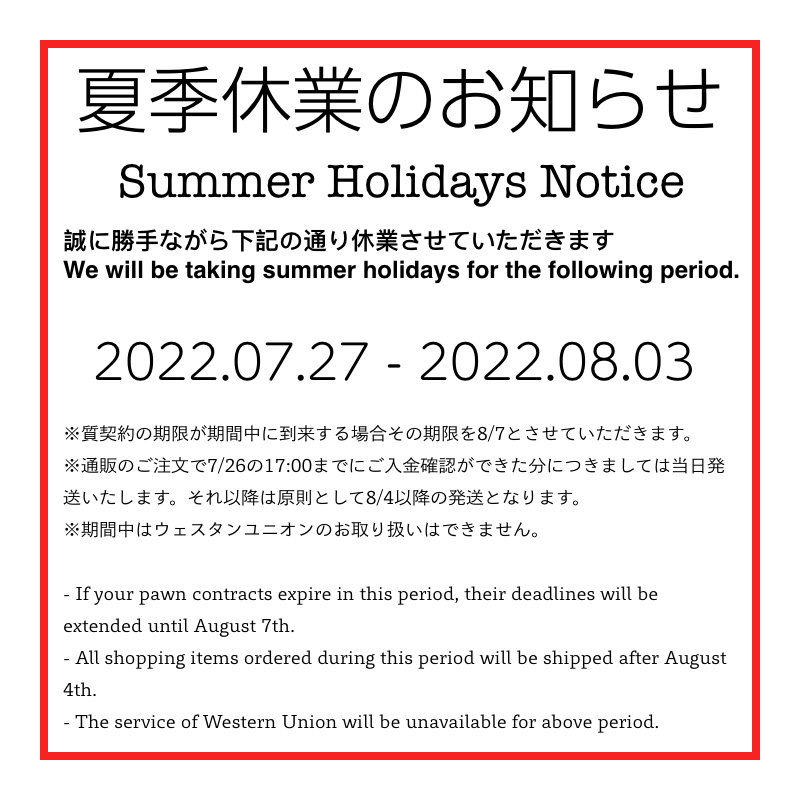 夏季休業のお知らせ
Summer Holidays Notice
誠に勝手ながら下記の通り休業させていただきます
We will be taking summer holidays for the following period.
2022.07.27 - 2022.08.03
※質契約の期限が期間中に到来する場合その期限を8/7とさせていただきます。
※通販のご注文で7/26の17:00までにご入金確認ができた分につきましては当日発
送いたします。それ以降は原則として8/4以降の発送となります。
※期間中はウェスタンユニオンのお取り扱いはできません。
- If your pawn contracts expire in this period, their deadlines will be
extended until August 7th.
- All shopping items ordered during this period will be shipped after August
4th.
- The service of Western Union will be unavailable for above period.